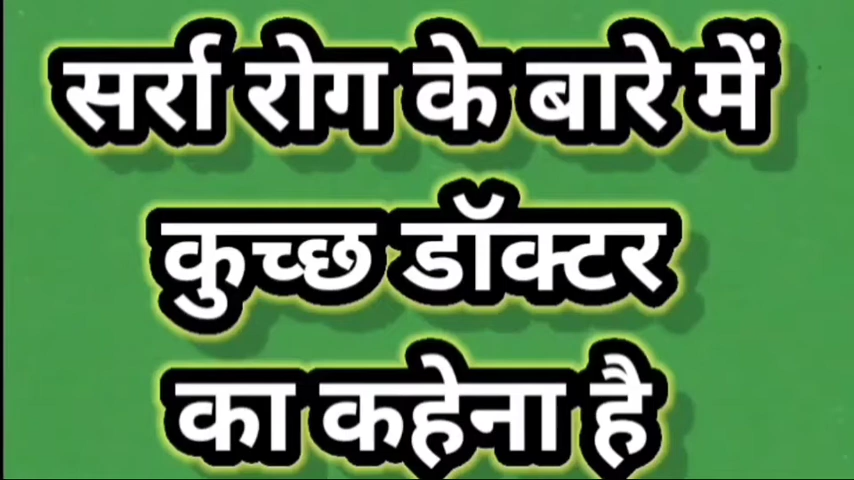 सर्रा रोग के बारे में
कुच्छ डॉक्टर
का कहेना है